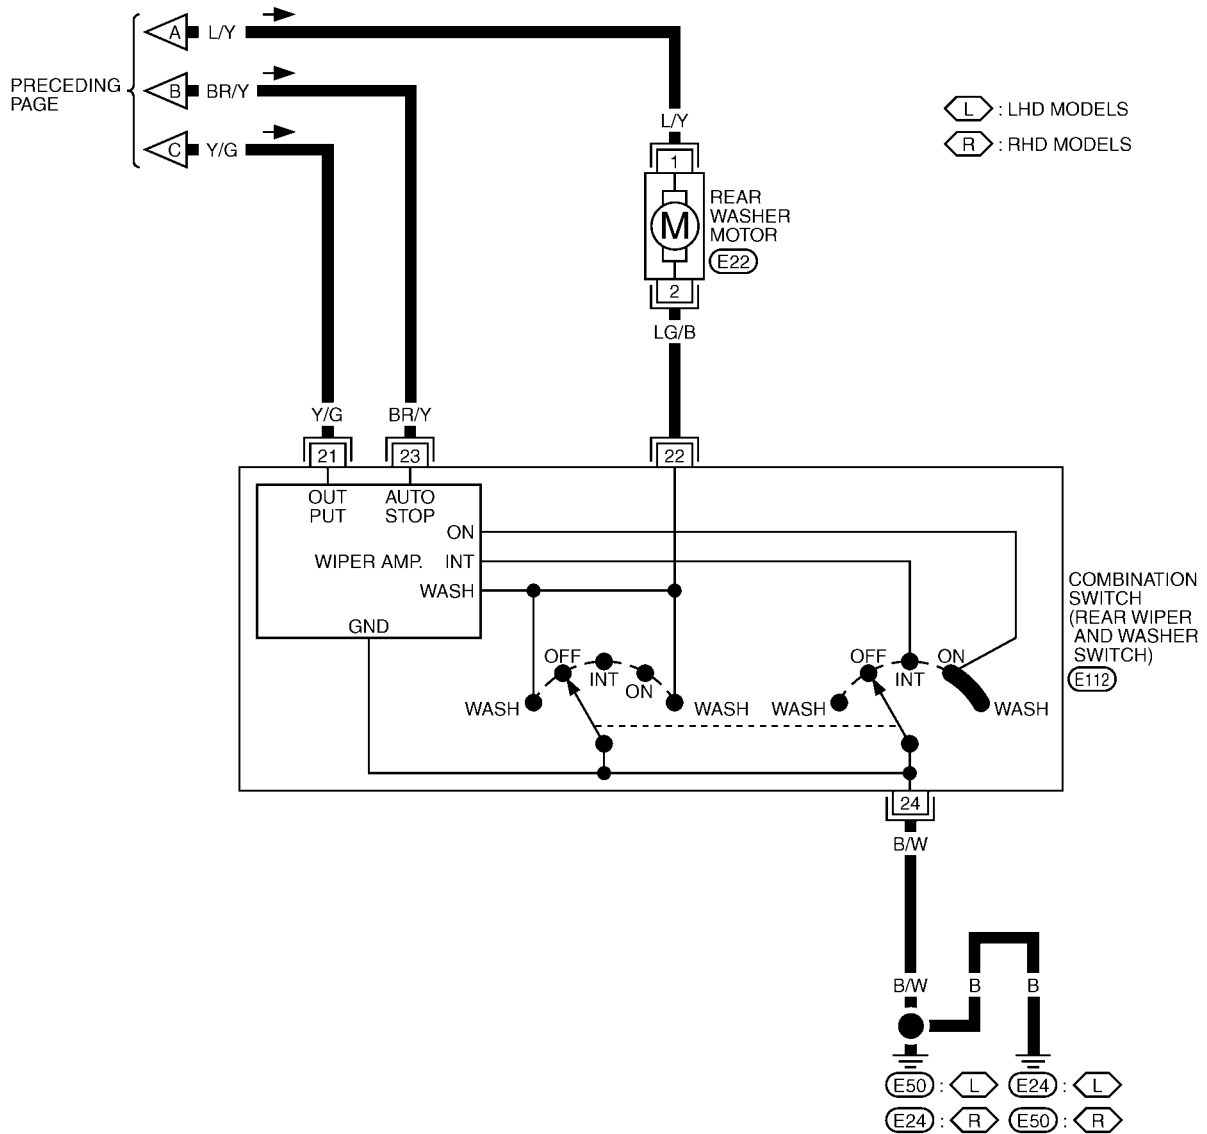 PRECEDING
PAGE
A
L/Y
B
BR/Y
C
Y/G
L : LHD MODELS
R : RHD MODELS
L/Y
1
M
REAR
WASHER
MOTOR
E22
2
LG/B
Y/G
BR/Y
21
23
22
OUT
PUT
AUTO
STOP
ON
WIPER AMP.
INT
WASH
GND
OFF
INT
ON
WASH
WASH
OFF
INT
ON
WASH
WASH
COMBINATION
SWITCH
(REAR WIPER
AND WASHER
SWITCH)
E112
24
B/W
B/W
B
B
E50 : L
E24 : L
E24 : R
E50 : R